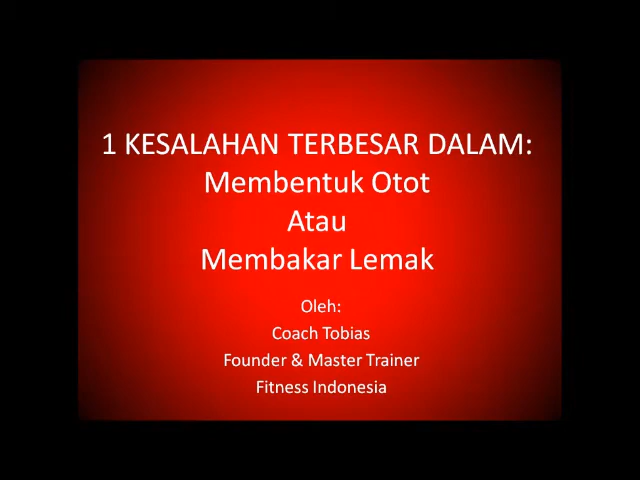 1 KESALAHAN TERBESAR DALAM:
Membentuk Otot
Atau
Membakar Lemak
Oleh:
Coach Tobias
Founder & Master Trainer
Fitness Indonesia